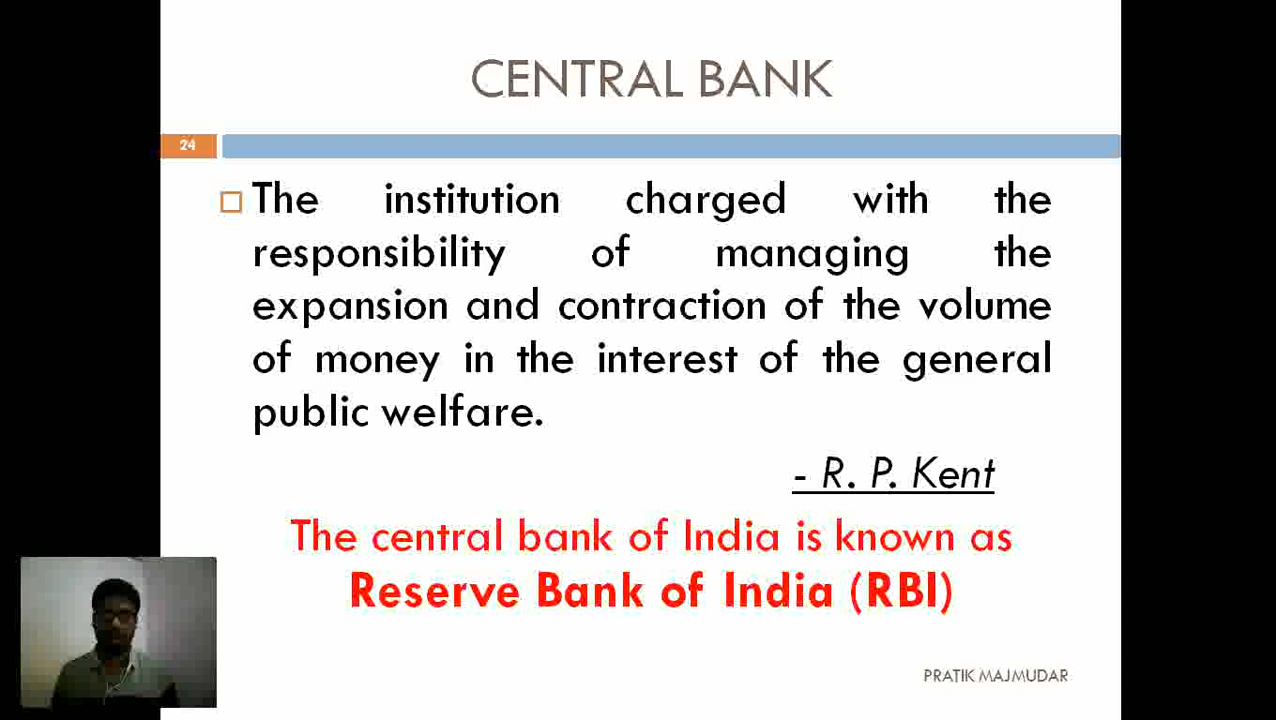 CENTRAL BANK
24
The institution charged with the
responsibility of managing the
expansion and contraction of the volume
of money in the interest of the general
public welfare.
- R. P. Kent
The central bank of India is known as
Reserve Bank of India (RBI)
PRATIK MAJMUDAR